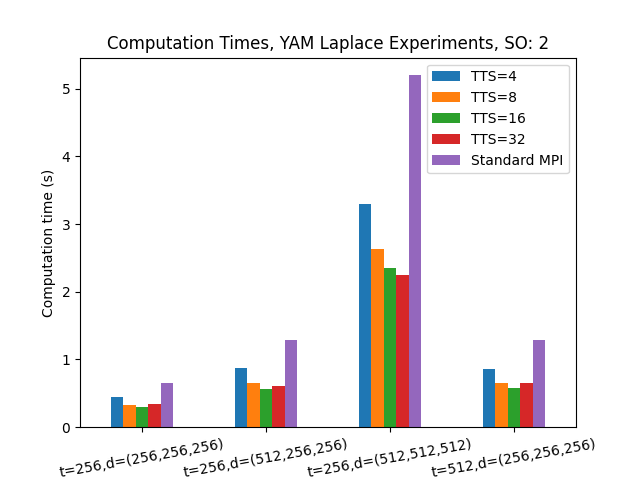 Computation Times, YAM Laplace Experiments, SO: 2
TTS=4
TTS=8
TTS=16
TTS=32
Standard MPI
Computation time (s)
5
4
3
2
1
0
t=256,d=(256,256,256)
t=256,d=(512,256,256)
t=256,d=(512,512,512)
t=512,d=(256,256,256)